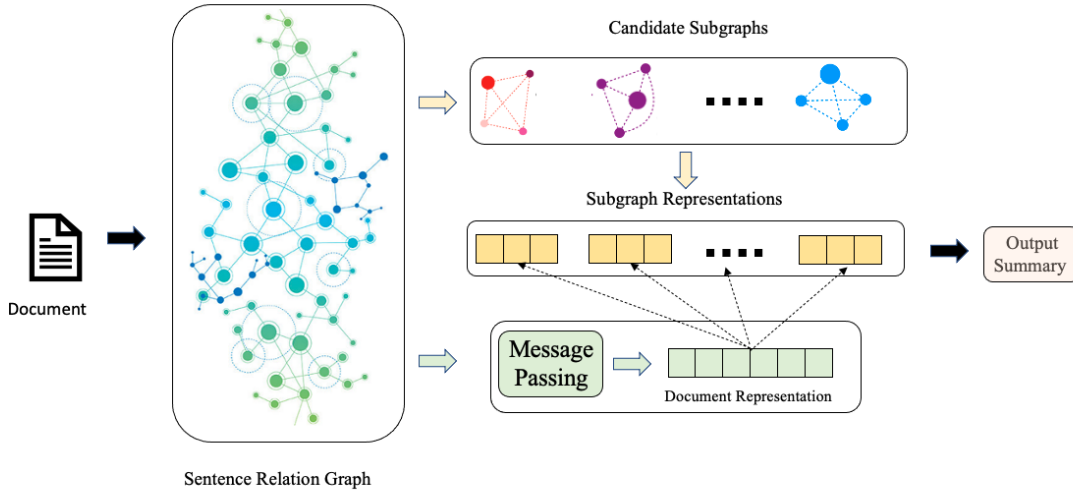 Candidate Subgraphs
Subgraph Representations
Output
Summary
Document
Message
Passing
Document Representation
Sentence Relation Graph